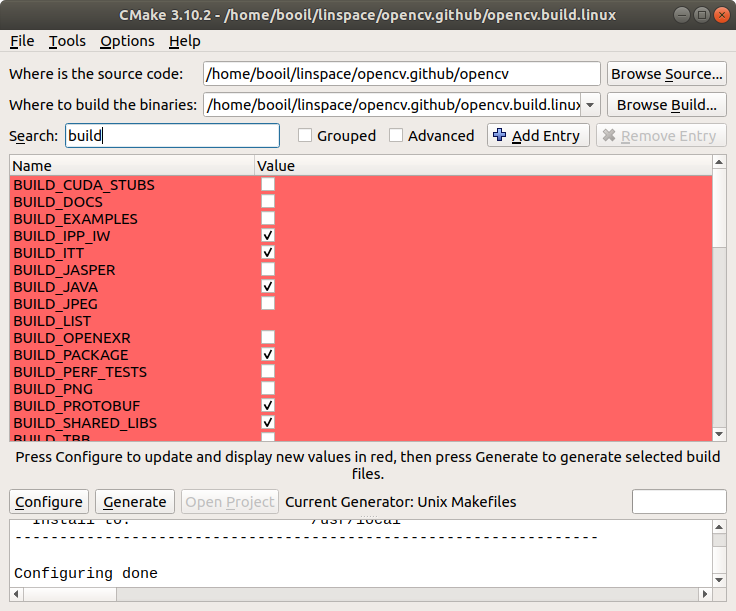 CMake 3.10.2 - /home/booil/linspace/opencv.github/opencv.build.linux
File Tools Options Help
Where is the source code: /home/booil/linspace/opencv.github/opencv Browse Source...
Where to build the binaries: /home/booil/linspace/opencv.github/opencv.build.linux Browse Build...
Search: build Grouped Advanced Add Entry Remove Entry
Name Value
BUILD_CUDA_STUBS
BUILD_DOCS
BUILD_EXAMPLES
BUILD_IPP_IW
BUILD_ITT
BUILD_JASPER
BUILD_JAVA
BUILD_JPEG
BUILD_LIST
BUILD_OPENEXR
BUILD_PACKAGE
BUILD_PERF_TESTS
BUILD_PNG
BUILD_PROTOBUF
BUILD_SHARED_LIBS
BUILD_TBB
Press Configure to update and display new values in red, then press Generate to generate selected build
files.
Configure Generate Open Project Current Generator: Unix Makefiles
Install to: /usr/local
-----------------------------------------------------------------
Configuring done